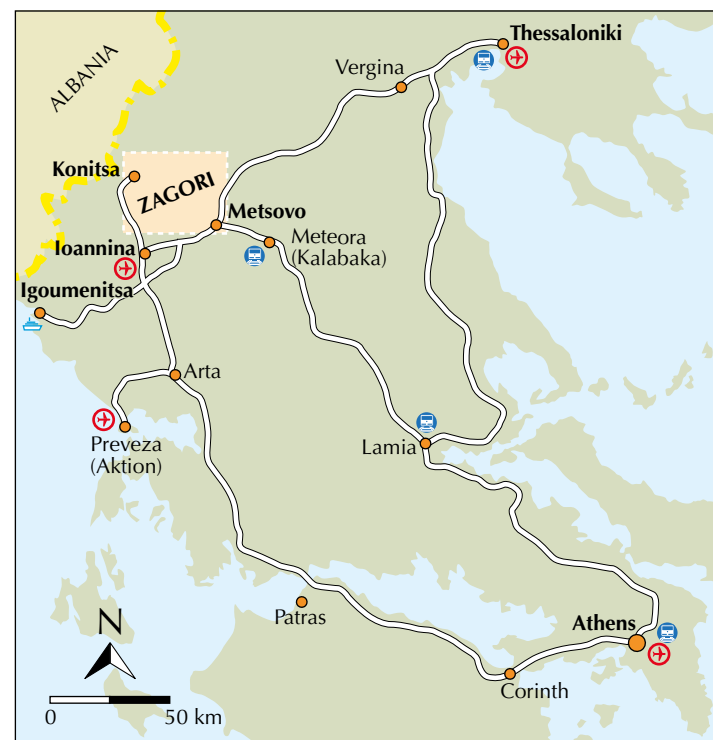 Thessaloniki
Vergina
ALBANIA
Konitsa
ZAGORI
Metsovo
Meteora
(Kalabaka)
Ioannina
Igoumenitsa
Arta
Preveza
(Aktion)
Lamia
N
Patras
Athens
Corinth
0 50 km